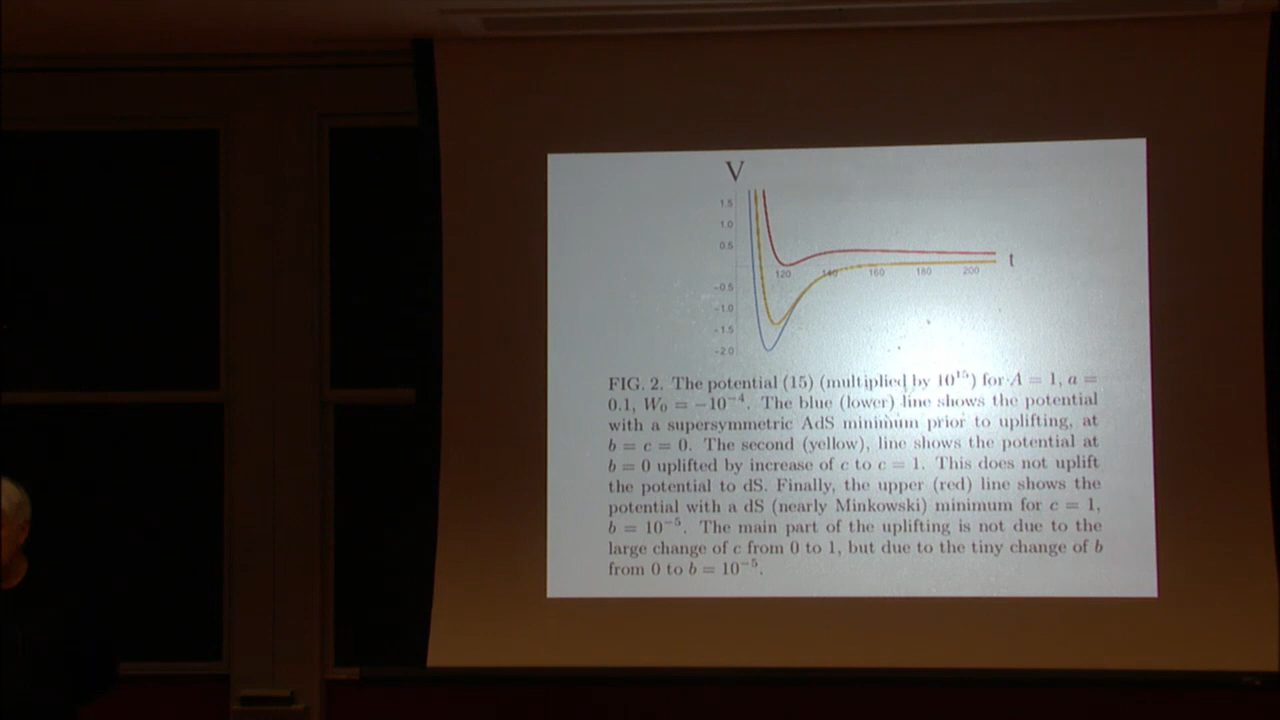 V
1.5
1.0
0.5
t
120 140 160 180 200
-0.5
-1.0
-1.5
-2.0
FIG. 2. The potential (15) (multiplied by 10¹⁵) for A = 1, a =
0.1, W₀ = −10⁻⁴. The blue (lower) line shows the potential
with a supersymmetric AdS minimum prior to uplifting, at
b = c = 0. The second (yellow), line shows the potential at
b = 0 uplifted by increase of c to c = 1. This does not uplift
the potential to dS. Finally, the upper (red) line shows the
potential with a dS (nearly Minkowski) minimum for c = 1,
b = 10⁻⁵. The main part of the uplifting is not due to the
large change of c from 0 to 1, but due to the tiny change of b
from 0 to b = 10⁻⁵.